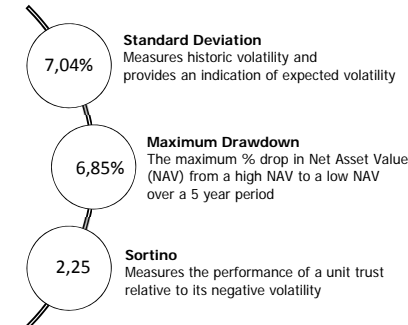 7,04%
Standard Deviation
Measures historic volatility and
provides an indication of expected volatility
6,85%
Maximum Drawdown
The maximum % drop in Net Asset Value
(NAV) from a high NAV to a low NAV
over a 5 year period
2,25
Sortino
Measures the performance of a unit trust
relative to its negative volatility